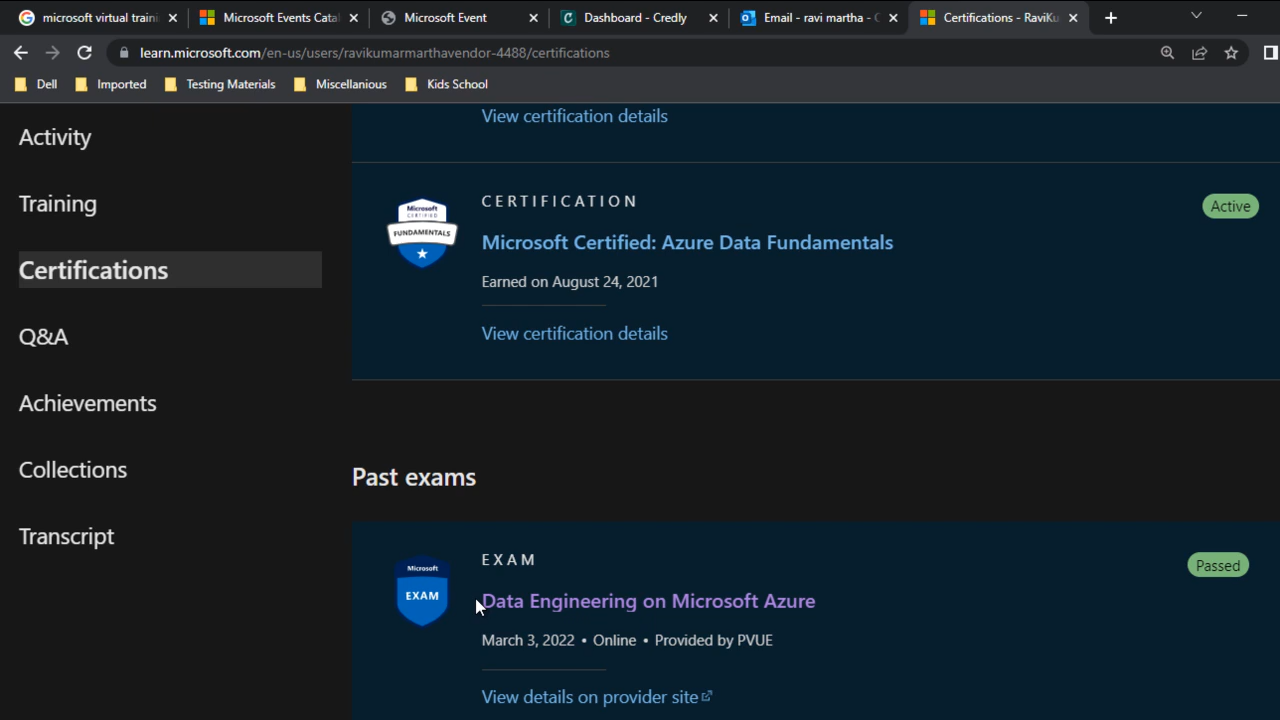 microsoft virtual traini
Microsoft Events Cata
Microsoft Event
Dashboard - Credly
Email - ravi martha - O
Certifications - RaviKu
learn.microsoft.com/en-us/users/ravikumarmarthavendor-4488/certifications
Dell
Imported
Testing Materials
Miscellanious
Kids School
Activity
Training
Certifications
Q&A
Achievements
Collections
Transcript
View certification details
Microsoft
CERTIFIED
FUNDAMENTALS
CERTIFICATION
Active
Microsoft Certified: Azure Data Fundamentals
Earned on August 24, 2021
View certification details
Past exams
Microsoft
EXAM
EXAM
Passed
Data Engineering on Microsoft Azure
March 3, 2022 • Online • Provided by PVUE
View details on provider site